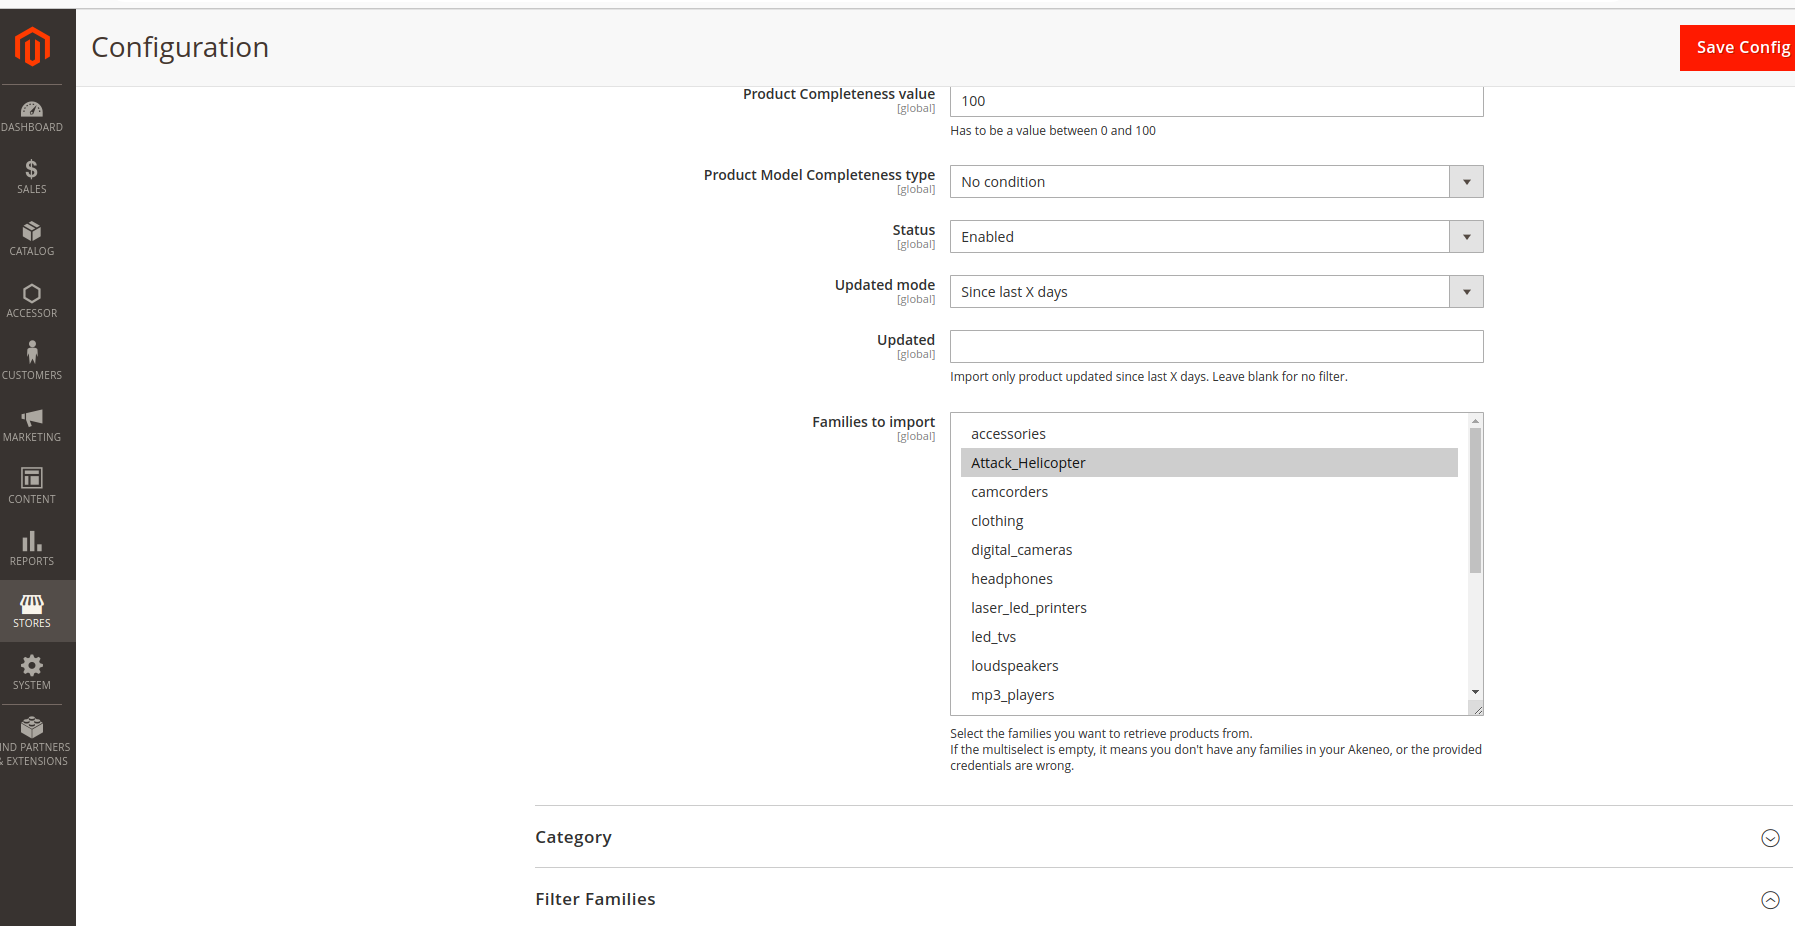 Configuration
Save Config
DASHBOARD
SALES
CATALOG
ACCESSOR
CUSTOMERS
MARKETING
CONTENT
REPORTS
STORES
SYSTEM
IND PARTNERS
& EXTENSIONS
Product Completeness value
[global]
100
Has to be a value between 0 and 100
Product Model Completeness type
[global]
No condition
Status
[global]
Enabled
Updated mode
[global]
Since last X days
Updated
[global]
Import only product updated since last X days. Leave blank for no filter.
Families to import
[global]
accessories
Attack_Helicopter
camcorders
clothing
digital_cameras
headphones
laser_led_printers
led_tvs
loudspeakers
mp3_players
Select the families you want to retrieve products from.
If the multiselect is empty, it means you don't have any families in your Akeneo, or the provided
credentials are wrong.
Category
Filter Families